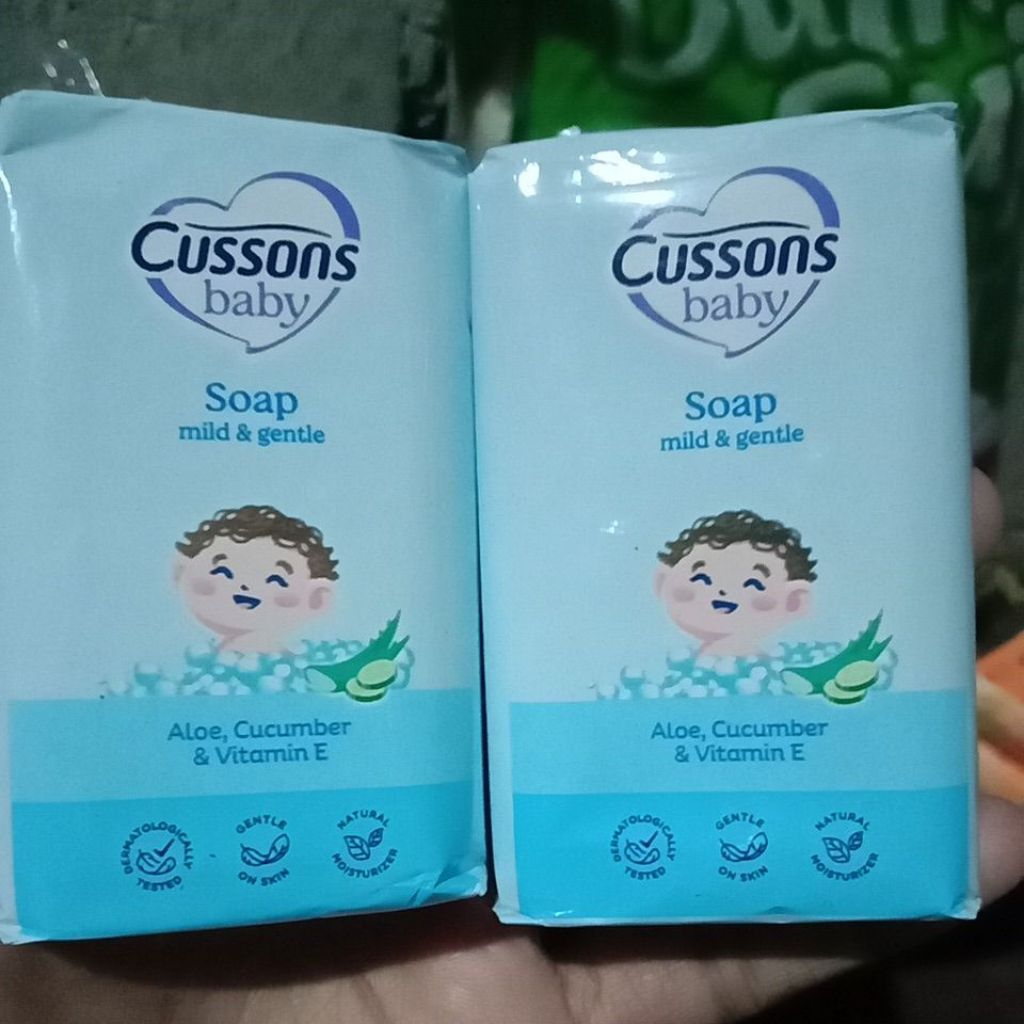 Cussons
baby
Soap
mild & gentle
Aloe, Cucumber
& Vitamin E
DERMATOLOGICALLY
TESTED
GENTLE
ON SKIN
NATURAL
MOISTURIZER
Cussons
baby
Soap
mild & gentle
Aloe, Cucumber
& Vitamin E
DERMATOLOGICALLY
TESTED
GENTLE
ON SKIN
NATURAL
MOISTURIZER